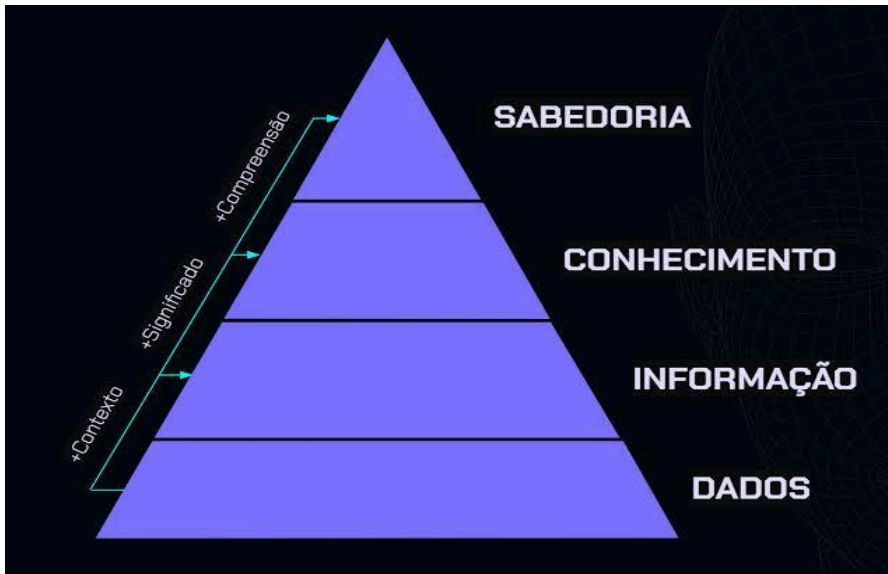 SABEDORIA
+Compreensão
CONHECIMENTO
+Significado
INFORMAÇÃO
+Contexto
DADOS